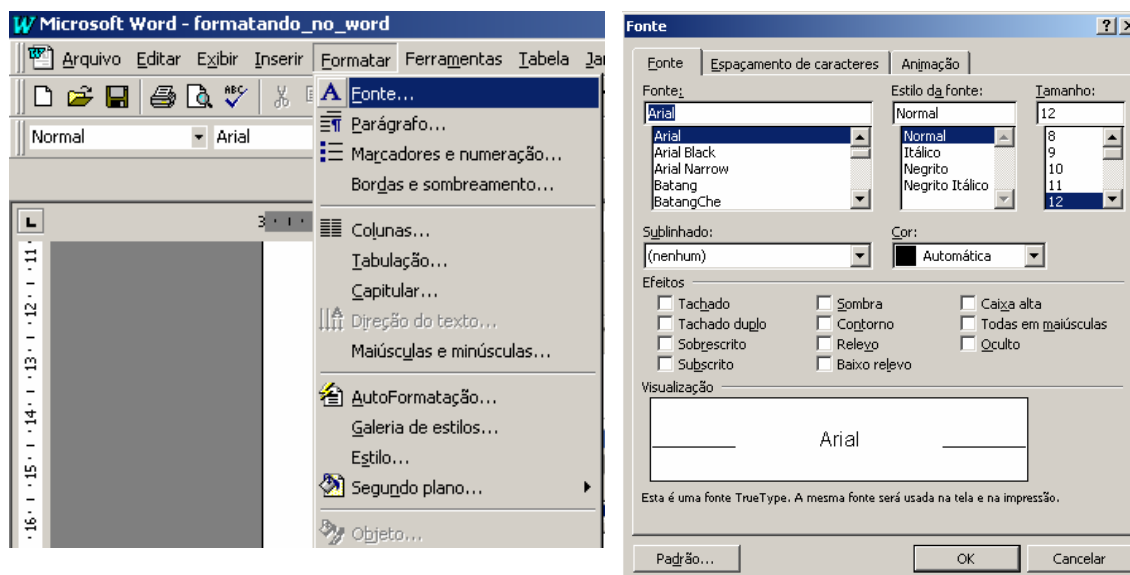 Microsoft Word - formatando_no_word
Arquivo Editar Exibir Inserir Formatar Ferramentas Tabela
Normal Arial
Fonte...
Parágrafo...
Marcadores e numeração...
Bordas e sombreamento...
Colunas...
Tabulação...
Capitular...
Direção do texto...
Maiúsculas e minúsculas...
AutoFormatação...
Galeria de estilos...
Estilo...
Segundo plano...
Objeto...
L
3
11
12
13
14
15
16
Fonte
Fonte Espaçamento de caracteres Animação
Fonte: Estilo da fonte: Tamanho:
Arial Normal 12
Arial Normal 8
Arial Black Itálico 9
Arial Narrow Negrito 10
Batang Negrito Itálico 11
BatangChe 12
Sublinhado: Cor:
(nenhum) Automática
Efeitos
Tachado Sombra Caixa alta
Tachado duplo Contorno Todas em maiúsculas
Sobrescrito Relevo Oculto
Subscrito Baixo relevo
Visualização
Arial
Esta é uma fonte TrueType. A mesma fonte será usada na tela e na impressão.
Padrão... OK Cancelar